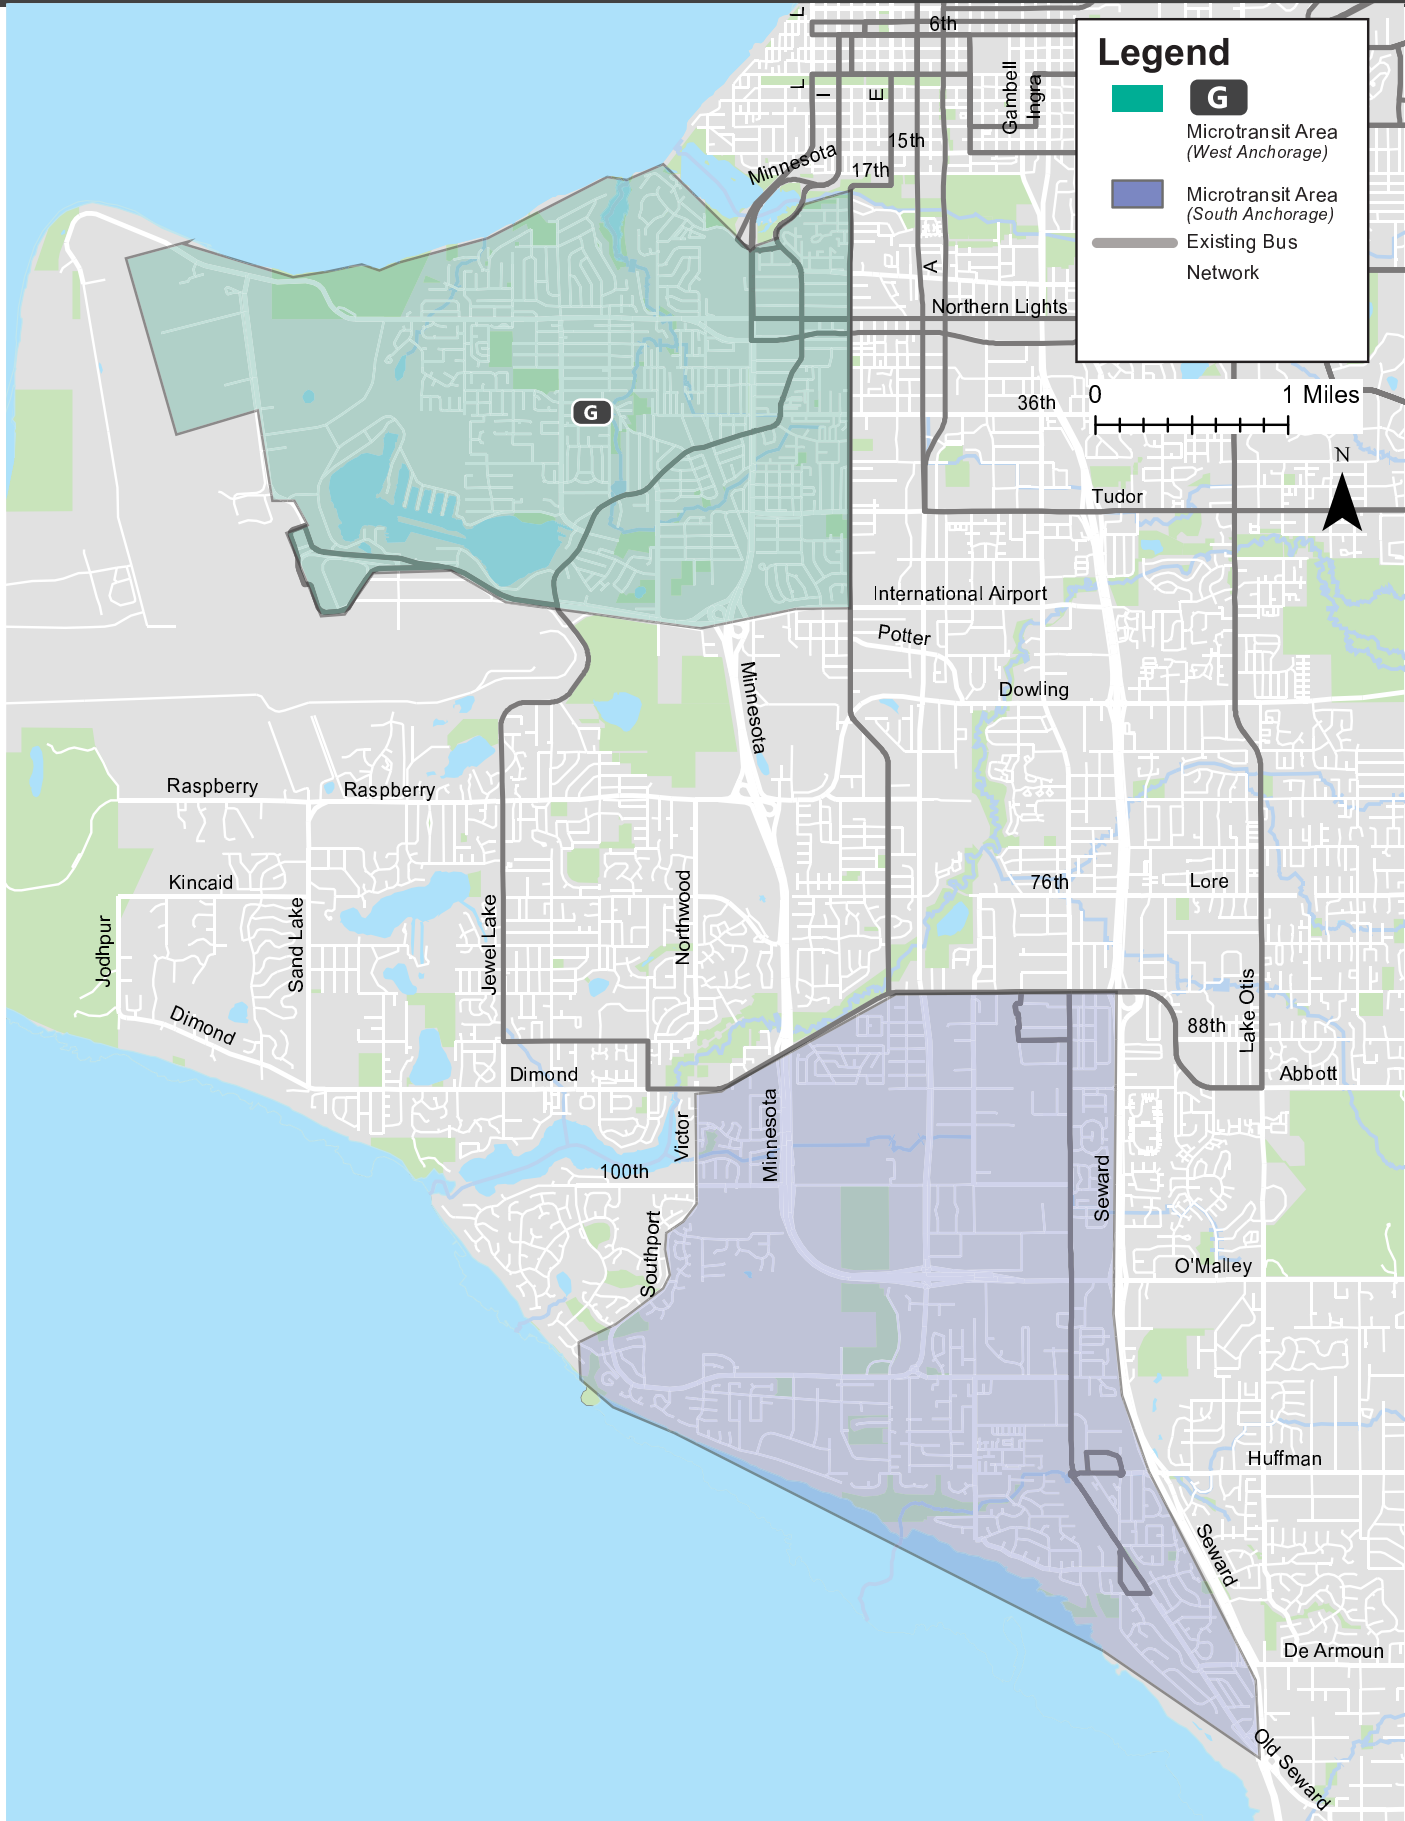 L
6th
Legend
G
Microtransit Area
(West Anchorage)
Microtransit Area
(South Anchorage)
Existing Bus
Network
L
I
E
Gambell
Ingra
15th
Minnesota
17th
A
Northern Lights
0 1 Miles
36th
G
N
Tudor
International Airport
Potter
Dowling
Minnesota
Raspberry
Raspberry
Kincaid
76th
Lore
Jodhpur
Sand Lake
Jewel Lake
Northwood
Lake Otis
Dimond
88th
Dimond
Abbott
Victor
Minnesota
100th
Seward
Southport
O'Malley
Huffman
Seward
De Armoun
Old Seward